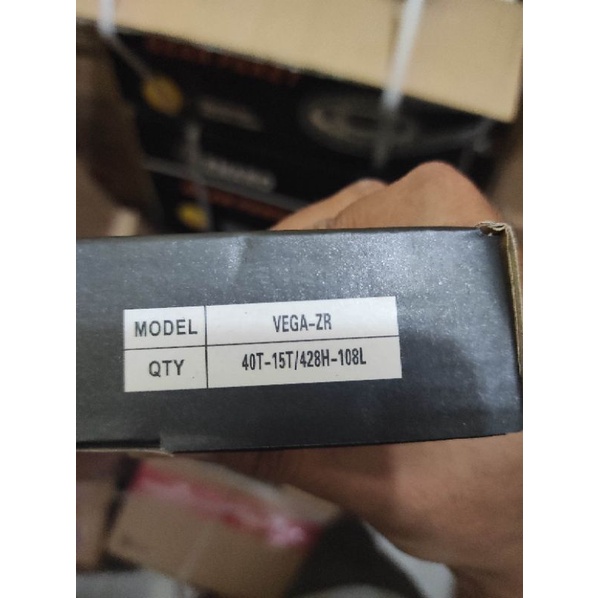 MODEL VEGA-ZR
QTY 40T-15T/428H-108L